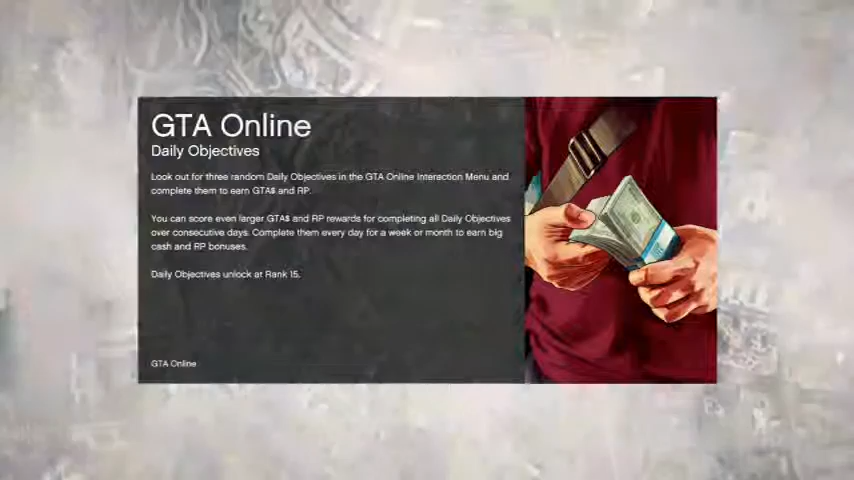 GTA Online
Daily Objectives
Look out for three random Daily Objectives in the GTA Online Interaction Menu and
complete them to earn GTA$ and RP.
You can score even larger GTA$ and RP rewards for completing all Daily Objectives
over consecutive days. Complete them every day for a week or month to earn big
cash and RP bonuses.
Daily Objectives unlock at Rank 15.
GTA Online